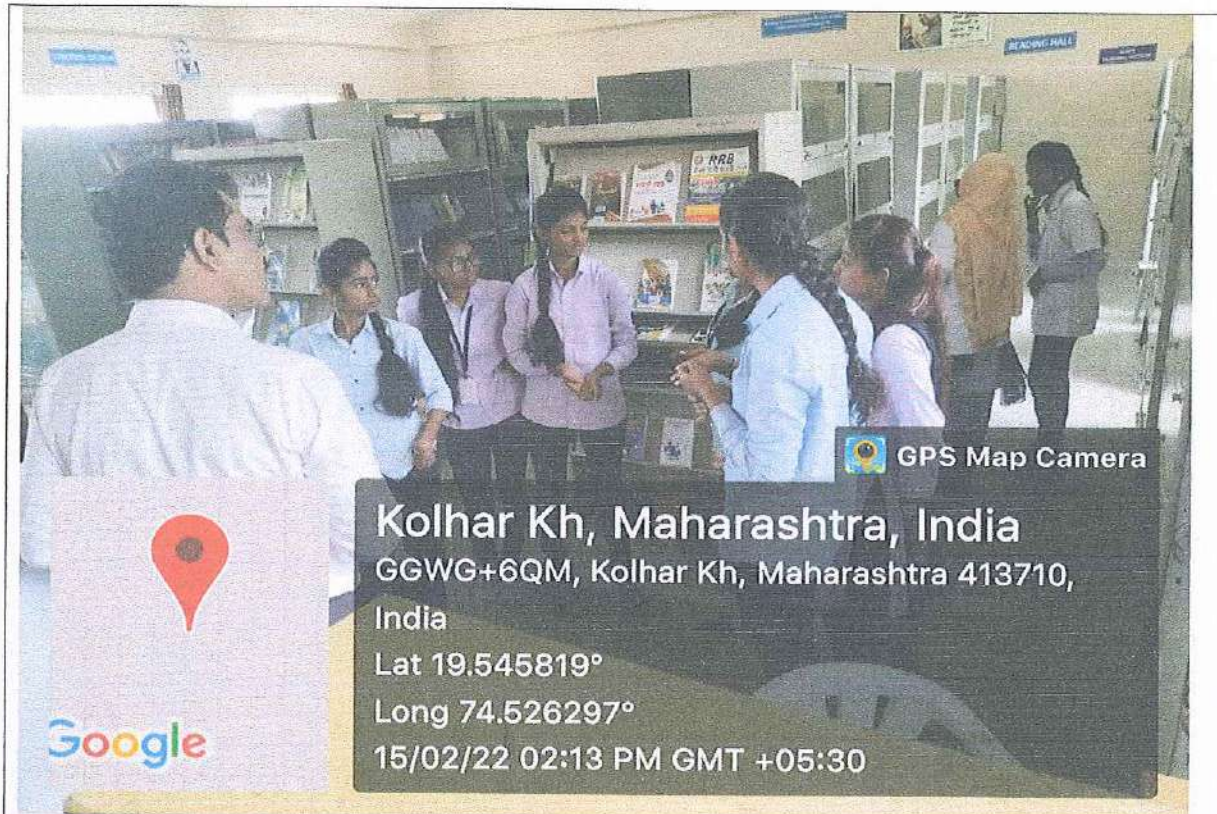 READING HALL
RRB
GPS Map Camera
Kolhar Kh, Maharashtra, India
GGWG+6QM, Kolhar Kh, Maharashtra 413710,
India
Lat 19.545819°
Long 74.526297°
15/02/22 02:13 PM GMT +05:30
Google